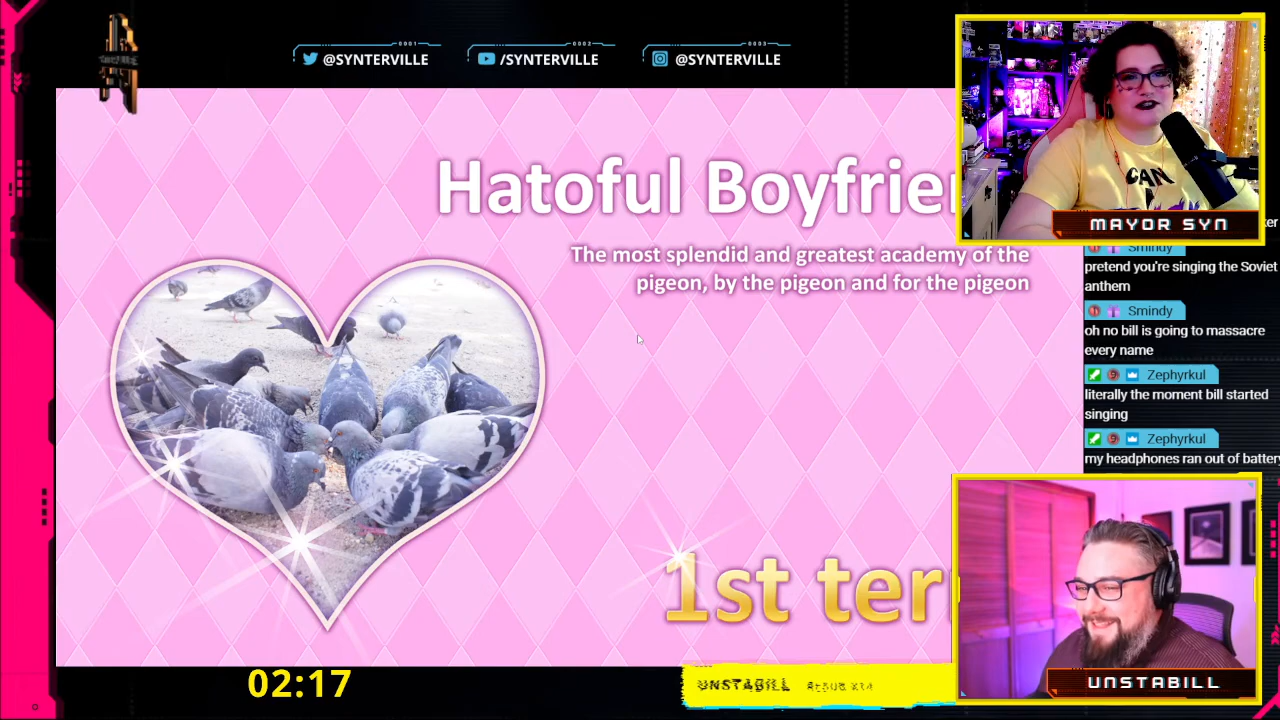 @SYNTERVILLE
/SYNTERVILLE
@SYNTERVILLE
Hatoful Boyfrie
The most splendid and greatest academy of the
pigeon, by the pigeon and for the pigeon
1st ter
02:17
UNSTABILL
CAN
MAYOR SYN
Smindy
pretend you're singing the Soviet
anthem
Smindy
oh no bill is going to massacre
every name
Zephyrkul
literally the moment bill started
singing
Zephyrkul
my headphones ran out of battery
UNSTABILL